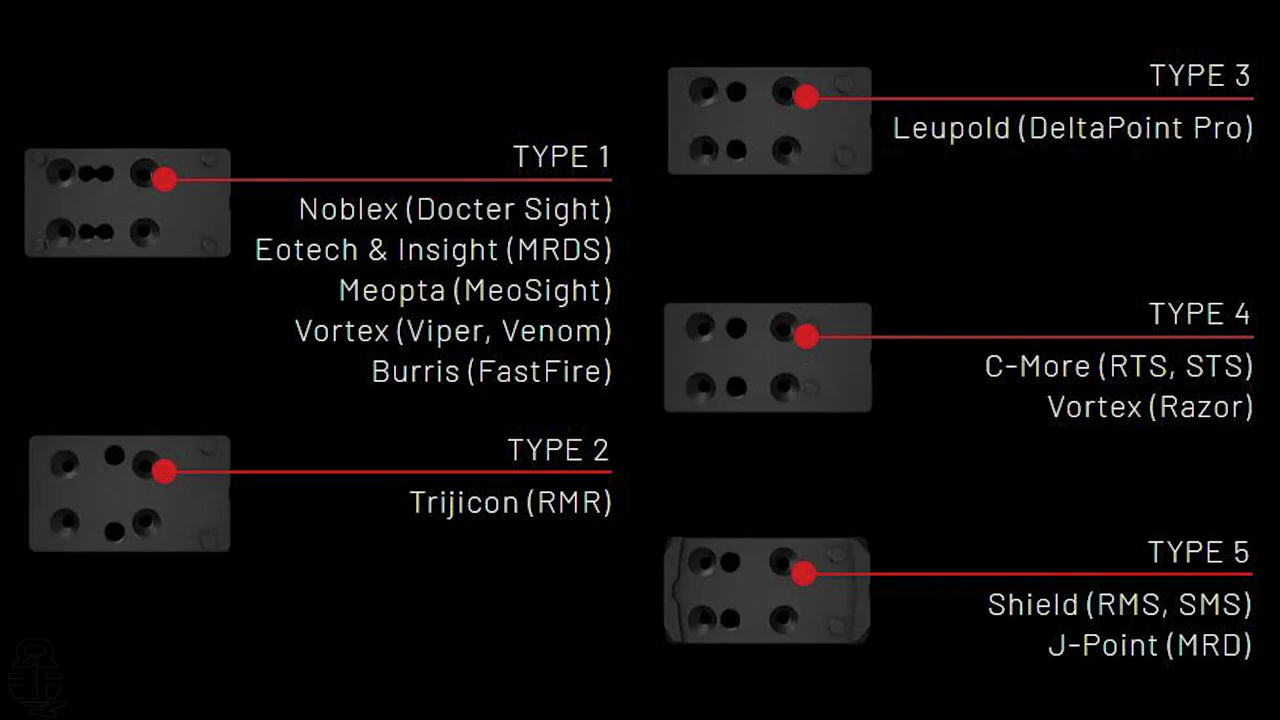 TYPE 1
Noblex (Docter Sight)
Eotech & Insight (MRDS)
Meopta (MeoSight)
Vortex (Viper, Venom)
Burris (FastFire)
TYPE 2
Trijicon (RMR)
TYPE 3
Leupold (DeltaPoint Pro)
TYPE 4
C-More (RTS, STS)
Vortex (Razor)
TYPE 5
Shield (RMS, SMS)
J-Point (MRD)